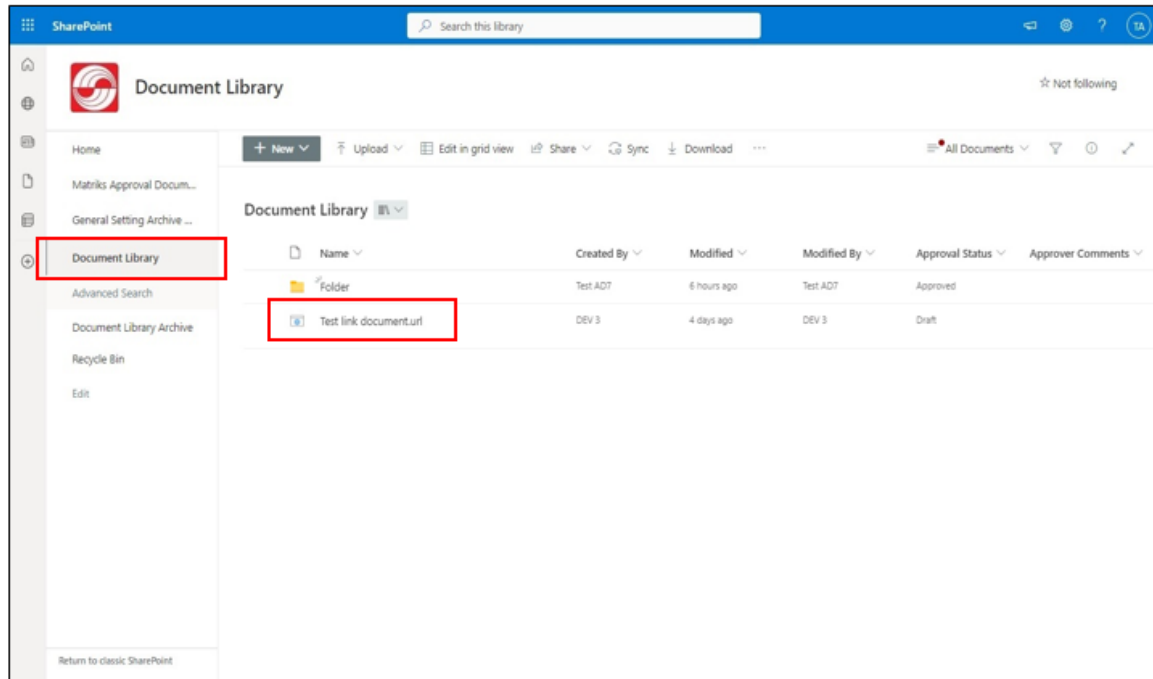 SharePoint
Search this library
?
TA
Document Library
Not following
Home
Matriks Approval Docum...
General Setting Archive ...
Document Library
Advanced Search
Document Library Archive
Recycle Bin
Edit
Return to classic SharePoint
+ New Upload Edit in grid view Share Sync Download ... All Documents
Document Library
Name Created By Modified Modified By Approval Status Approver Comments
Folder Test AD7 6 hours ago Test AD7 Approved
Test link document.url DEV 3 4 days ago DEV 3 Draft